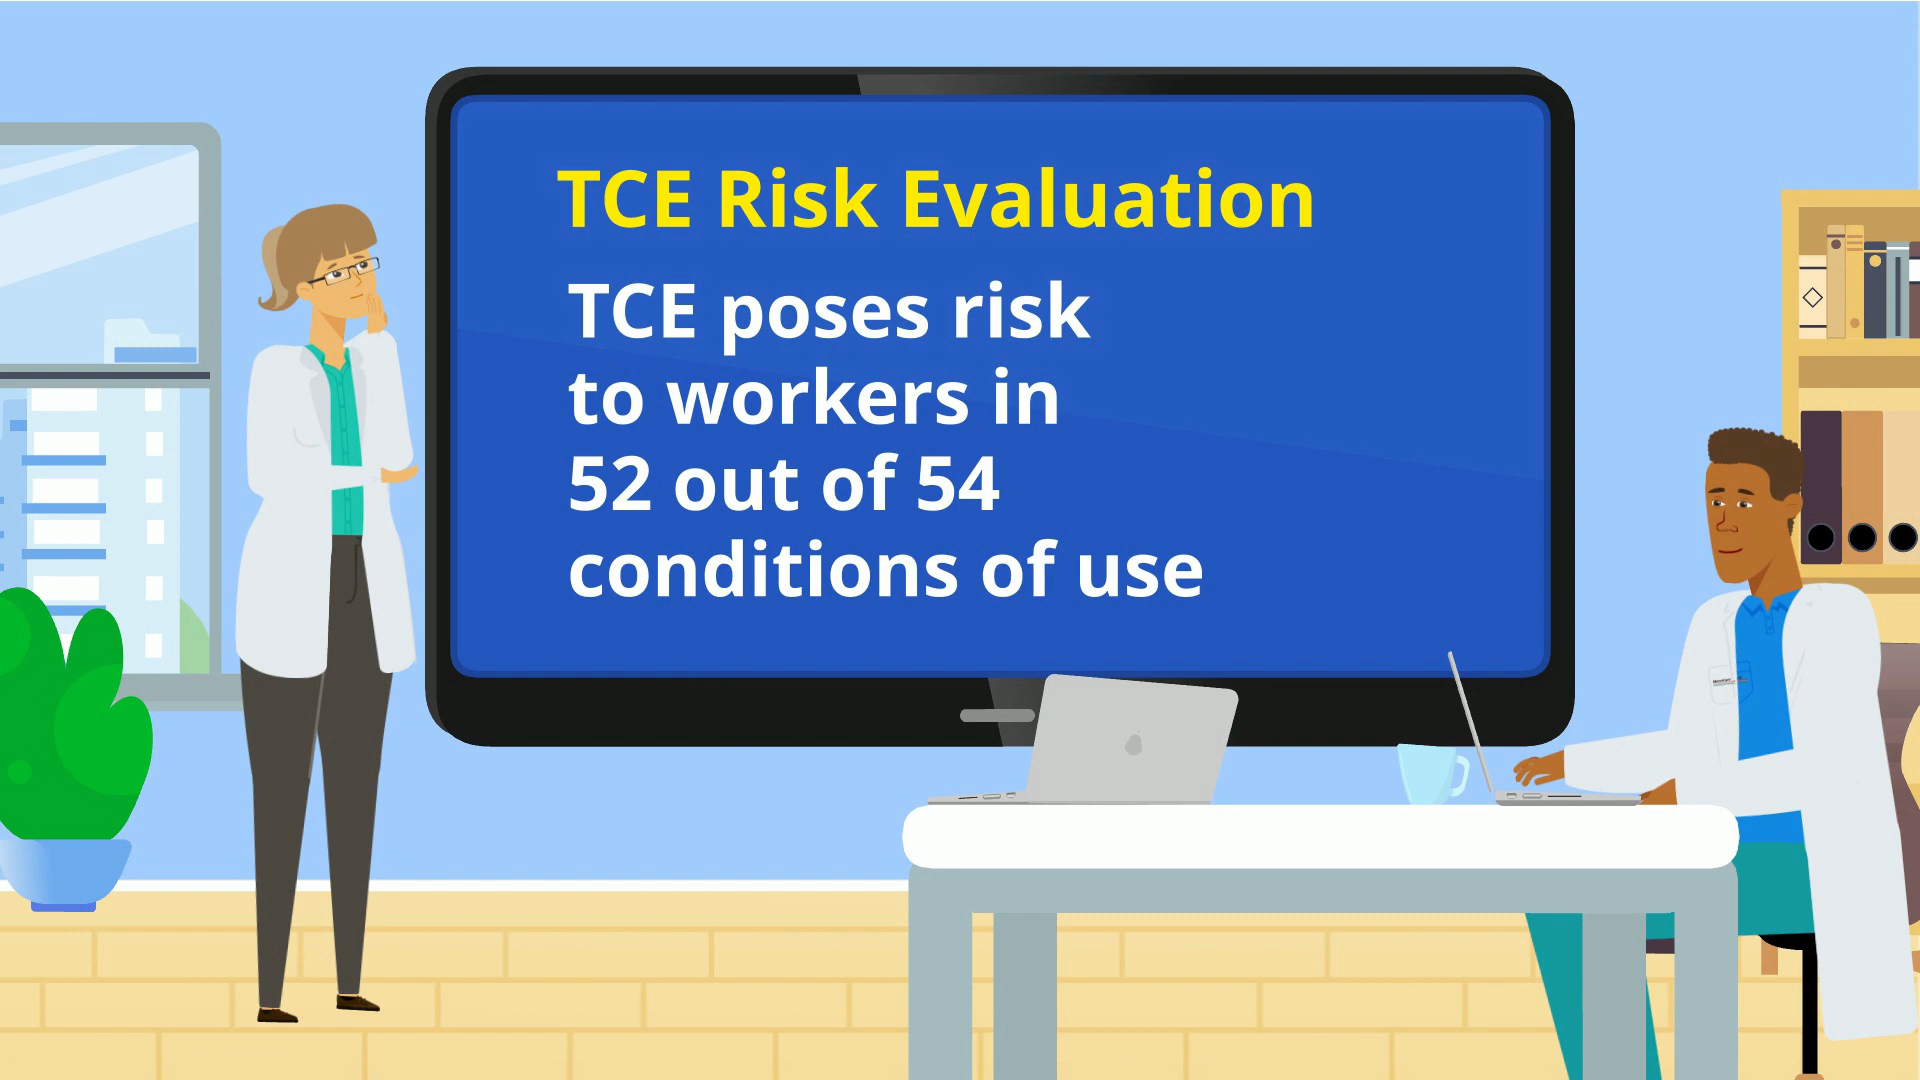 TCE Risk Evaluation
TCE poses risk
to workers in
52 out of 54
conditions of use